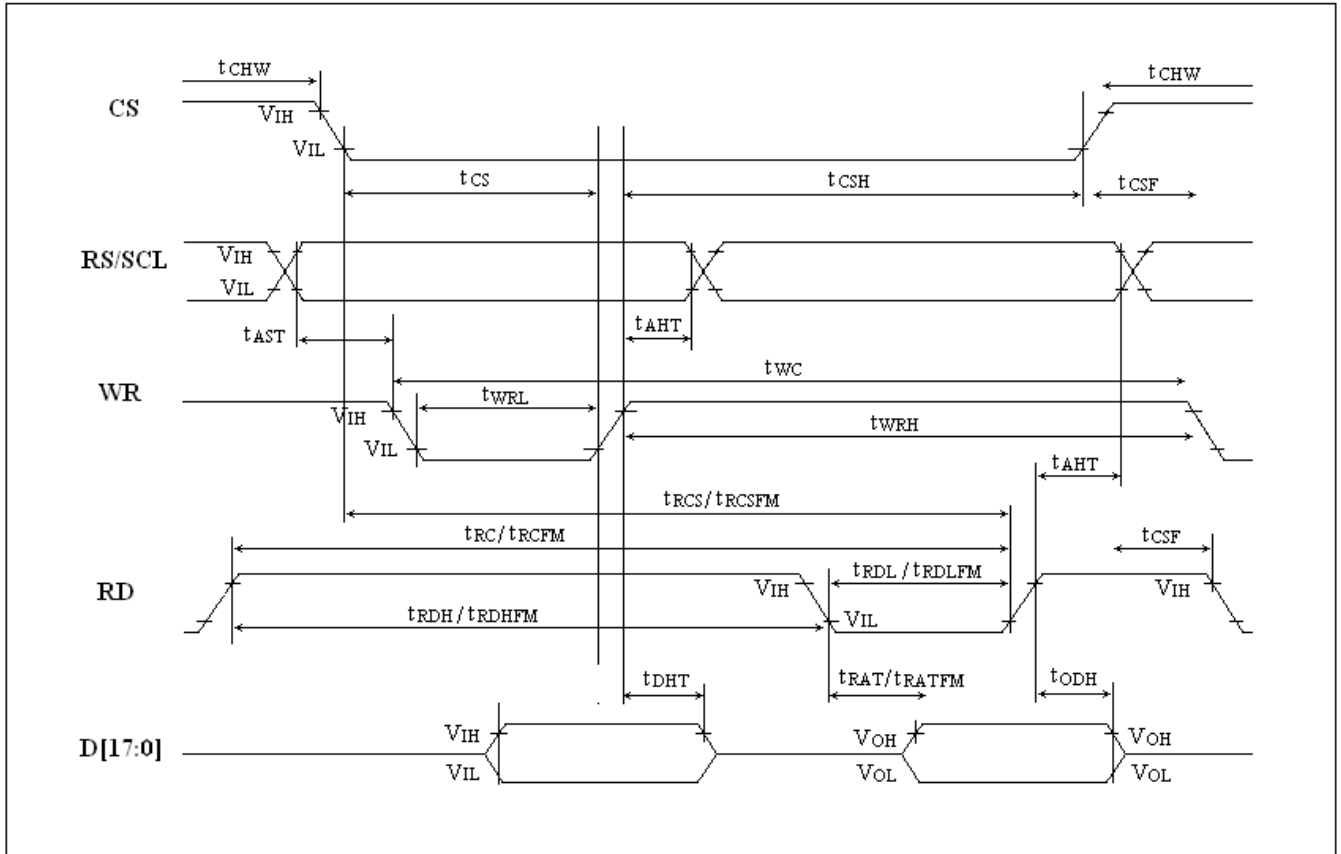 tCHW
tCHW
CS
VIH
VIL
tCS
tCSH
tCSF
RS/SCL
VIH
VIL
tAST
tAHT
tWC
WR
VIH
tWRL
tWRH
VIL
tAHT
tRCS/tRCSFM
tRC/tRCFM
tCSF
RD
VIH
tRDL/tRDLFM
VIH
tRDH/tRDHFM
VIL
tDHT
tRAT/tRATFM
tODH
D[17:0]
VIH
VIL
VOH
VOL
VOH
VOL